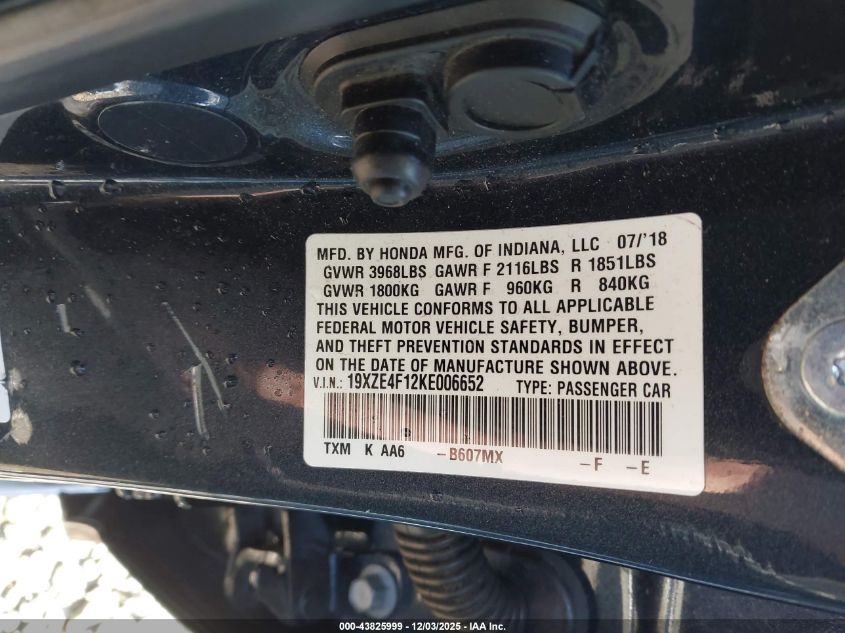 MFD. BY HONDA MFG. OF INDIANA, LLC 07/'18
GVWR 3968LBS GAWR F 2116LBS R 1851LBS
GVWR 1800KG GAWR F 960KG R 840KG
THIS VEHICLE CONFORMS TO ALL APPLICABLE
FEDERAL MOTOR VEHICLE SAFETY, BUMPER,
AND THEFT PREVENTION STANDARDS IN EFFECT
ON THE DATE OF MANUFACTURE SHOWN ABOVE.
V.I.N.: 19XZE4F12KE006652 TYPE: PASSENGER CAR
TXM K AA6 -B607MX -F -E
000-43825999 - 12/03/2025 - IAA Inc.